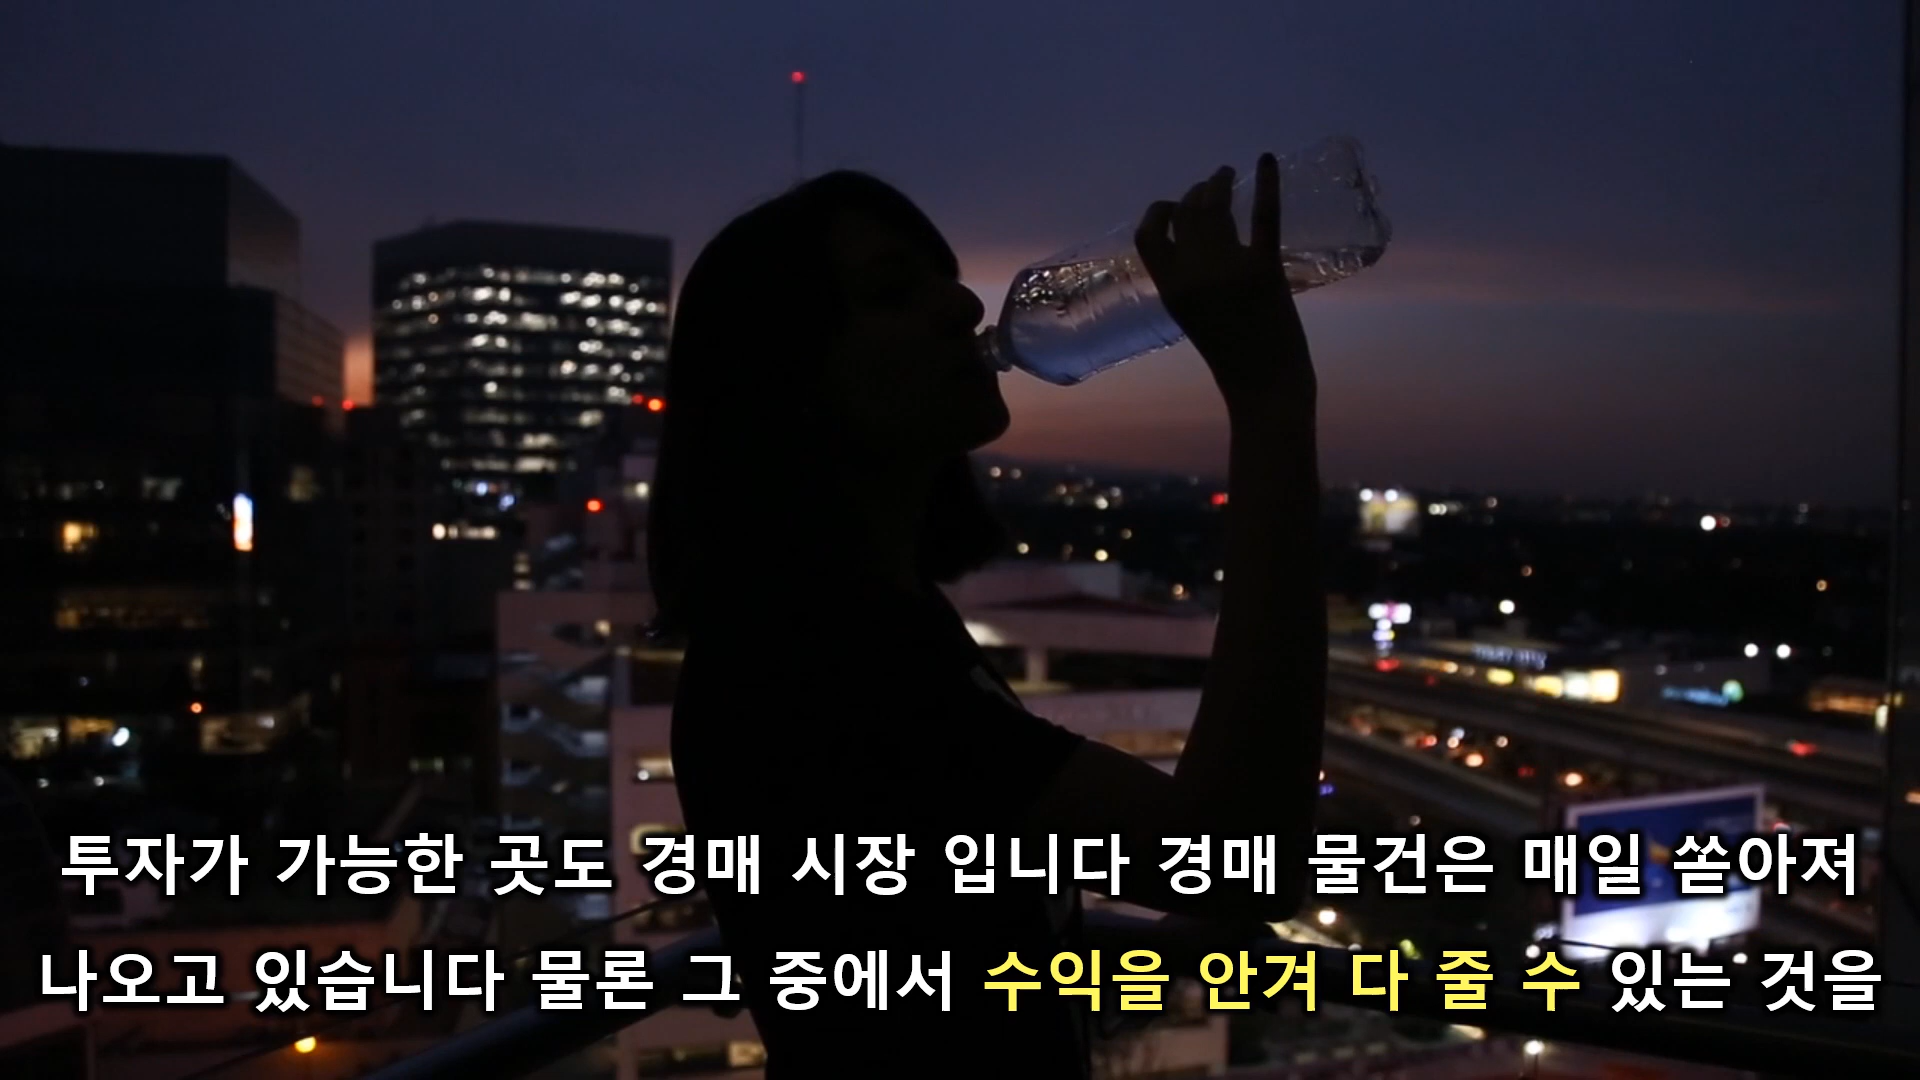 투자가 가능한 곳도 경매 시장 입니다 경매 물건은 매일 쏟아져
나오고 있습니다 물론 그 중에서 수익을 안겨 다 줄 수 있는 것을